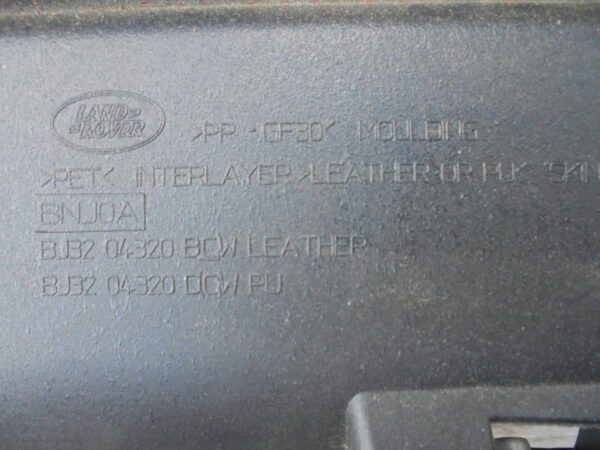 LAND ROVER
>PP - GF30< MOULDING
>PET< INTERLAYER >LEATHER OR PU< SKIN
BNJ0A
BJ32 04320 BCW LEATHER
BJ32 04320 DCW PU